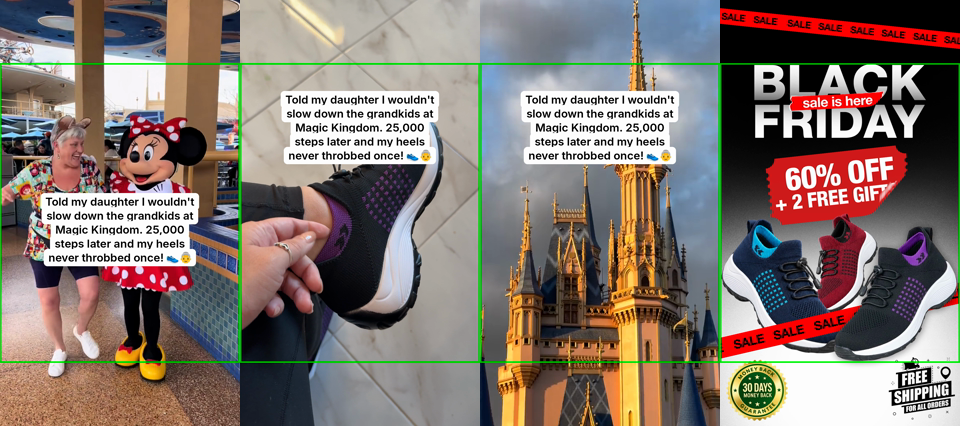 Told my daughter I wouldn't
slow down the grandkids at
Magic Kingdom. 25,000
steps later and my heels
never throbbed once! 👟👵
Told my daughter I wouldn't
slow down the grandkids at
Magic Kingdom. 25,000
steps later and my heels
never throbbed once! 👟👵
Told my daughter I wouldn't
slow down the grandkids at
Magic Kingdom. 25,000
steps later and my heels
never throbbed once! 👟👵
SALE SALE SALE SALE SALE SALE SALE
BLACK
sale is here
FRIDAY
60% OFF
+ 2 FREE GIFT
SALE SALE SALE
SALE
MONEY BACK
30 DAYS
MONEY BACK
GUARANTEE
FREE
SHIPPING
FOR ALL ORDERS